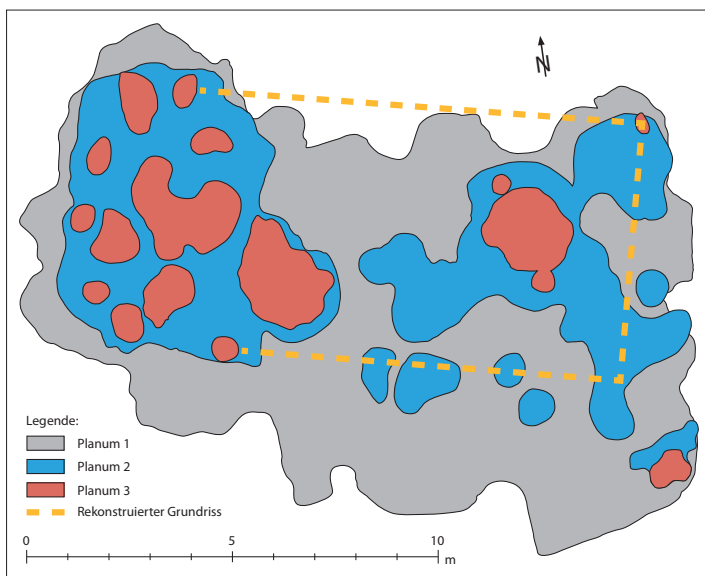 N
Legende:
Planum 1
Planum 2
Planum 3
Rekonstruierter Grundriss
0 5 10
m